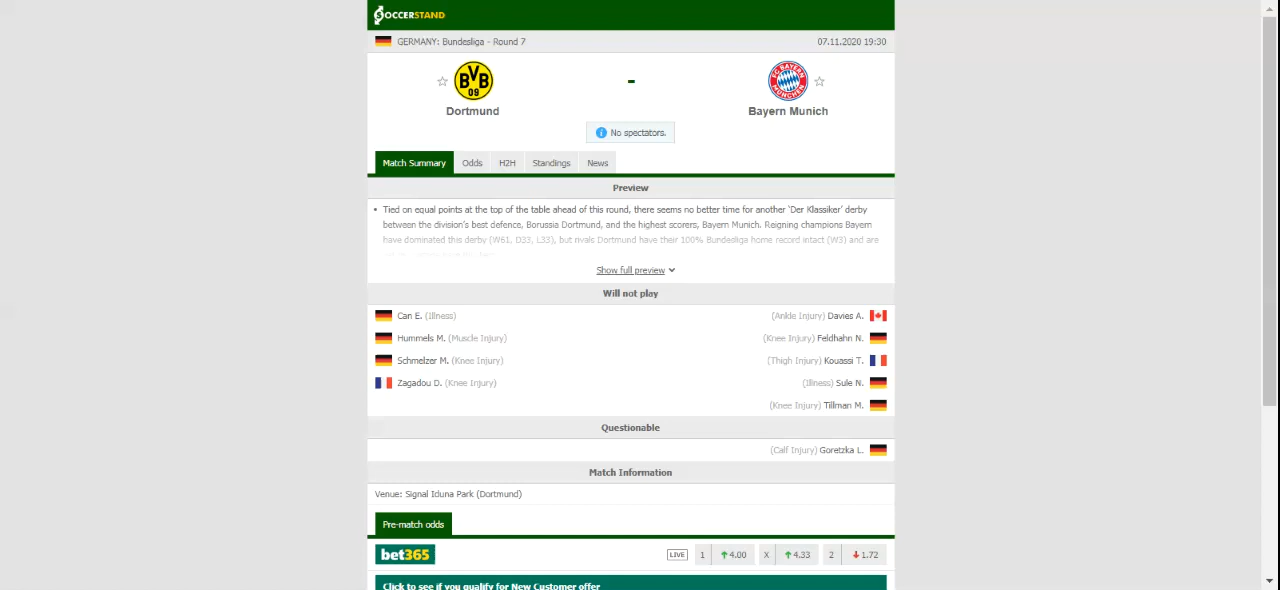 SOCCERSTAND
GERMANY: Bundesliga - Round 7 07.11.2020 19:30
BVB 09
FC BAYERN MÜNCHEN
-
Dortmund Bayern Munich
No spectators.
Match Summary Odds H2H Standings News
Preview
• Tied on equal points at the top of the table ahead of this round, there seems no better time for another 'Der Klassiker' derby
between the division's best defence, Borussia Dortmund, and the highest scorers, Bayern Munich. Reigning champions Bayern
have dominated this derby (W61, D33, L33), but rivals Dortmund have their 100% Bundesliga home record intact (W3) and are
Show full preview
Will not play
Can E. (Illness) (Ankle Injury) Davies A.
Hummels M. (Muscle Injury) (Knee Injury) Feldhahn N.
Schmelzer M. (Knee Injury) (Thigh Injury) Kouassi T.
Zagadou D. (Knee Injury) (Illness) Sule N.
(Knee Injury) Tillman M.
Questionable
(Calf Injury) Goretzka L.
Match Information
Venue: Signal Iduna Park (Dortmund)
Pre-match odds
bet365 LIVE 1 4.00 X 4.33 2 1.72
Click to see if you qualify for New Customer offer